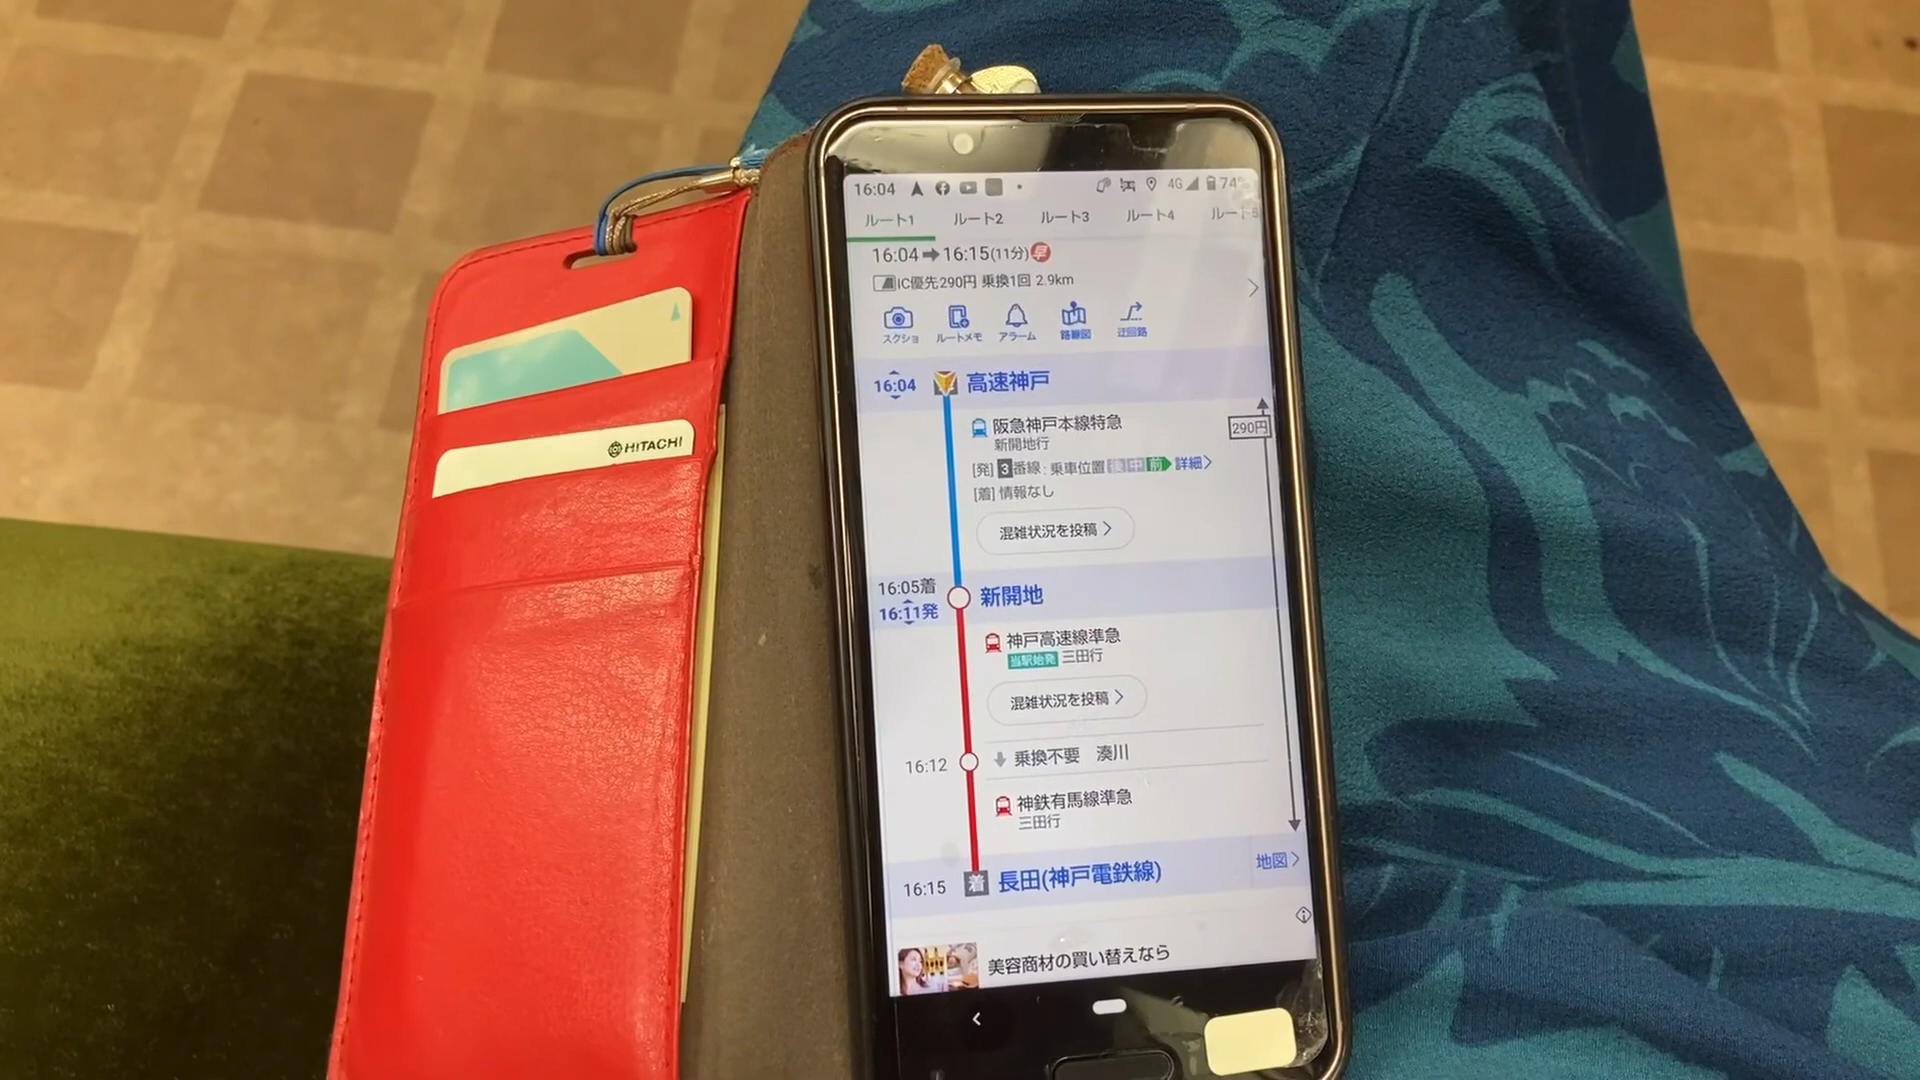 HITACHI
16:04 4G 74
ルート1 ルート2 ルート3 ルート4 ルート5
16:04➡16:15(11分) 早
IC優先290円 乗換1回 2.9km
スクショ ルートメモ アラーム 路線図 迂回路
16:04 高速神戸
阪急神戸本線特急
新開地行
290円
[発] 3番線 : 乗車位置 後 中 前 詳細
[着] 情報なし
混雑状況を投稿
16:05着
新開地
16:11発
神戸高速線準急
当駅始発 三田行
混雑状況を投稿
16:12 乗換不要 湊川
神鉄有馬線準急
三田行
16:15 着 長田(神戸電鉄線) 地図
美容商材の買い替えなら